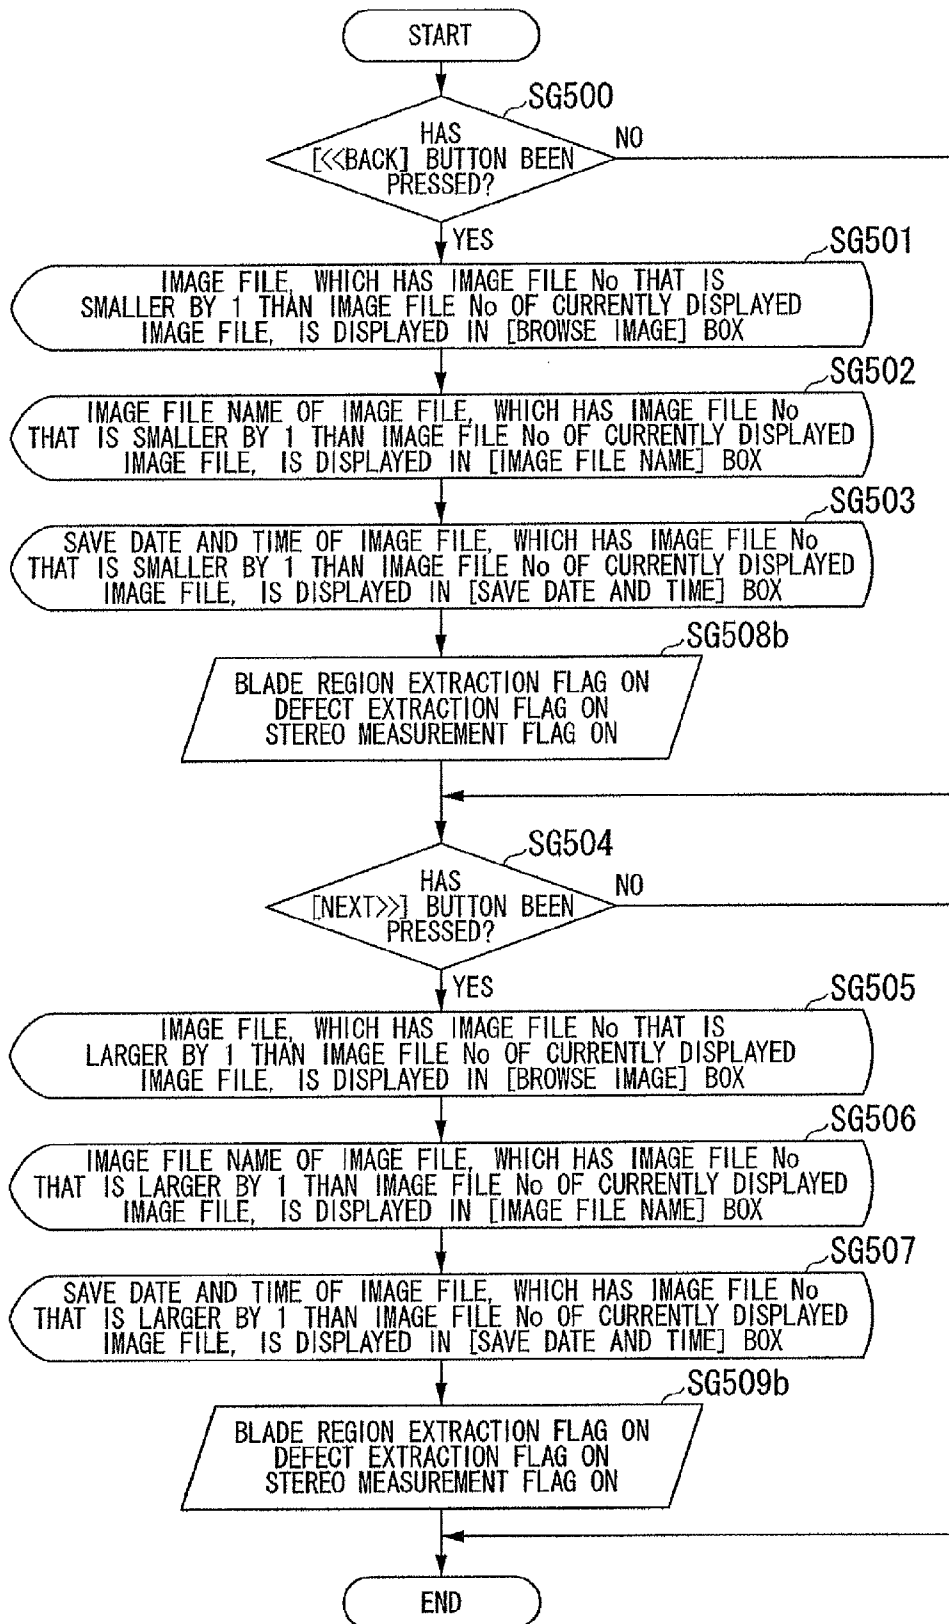 START
SG500
HAS
[<<BACK] BUTTON BEEN
PRESSED?
NO
YES
SG501
IMAGE FILE, WHICH HAS IMAGE FILE No THAT IS
SMALLER BY 1 THAN IMAGE FILE No OF CURRENTLY DISPLAYED
IMAGE FILE, IS DISPLAYED IN [BROWSE IMAGE] BOX
SG502
IMAGE FILE NAME OF IMAGE FILE, WHICH HAS IMAGE FILE No
THAT IS SMALLER BY 1 THAN IMAGE FILE No OF CURRENTLY DISPLAYED
IMAGE FILE, IS DISPLAYED IN [IMAGE FILE NAME] BOX
SG503
SAVE DATE AND TIME OF IMAGE FILE, WHICH HAS IMAGE FILE No
THAT IS SMALLER BY 1 THAN IMAGE FILE No OF CURRENTLY DISPLAYED
IMAGE FILE, IS DISPLAYED IN [SAVE DATE AND TIME] BOX
SG508b
BLADE REGION EXTRACTION FLAG ON
DEFECT EXTRACTION FLAG ON
STEREO MEASUREMENT FLAG ON
SG504
HAS
[NEXT>>] BUTTON BEEN
PRESSED?
NO
YES
SG505
IMAGE FILE, WHICH HAS IMAGE FILE No THAT IS
LARGER BY 1 THAN IMAGE FILE No OF CURRENTLY DISPLAYED
IMAGE FILE, IS DISPLAYED IN [BROWSE IMAGE] BOX
SG506
IMAGE FILE NAME OF IMAGE FILE, WHICH HAS IMAGE FILE No
THAT IS LARGER BY 1 THAN IMAGE FILE No OF CURRENTLY DISPLAYED
IMAGE FILE, IS DISPLAYED IN [IMAGE FILE NAME] BOX
SG507
SAVE DATE AND TIME OF IMAGE FILE, WHICH HAS IMAGE FILE No
THAT IS LARGER BY 1 THAN IMAGE FILE No OF CURRENTLY DISPLAYED
IMAGE FILE, IS DISPLAYED IN [SAVE DATE AND TIME] BOX
SG509b
BLADE REGION EXTRACTION FLAG ON
DEFECT EXTRACTION FLAG ON
STEREO MEASUREMENT FLAG ON
END